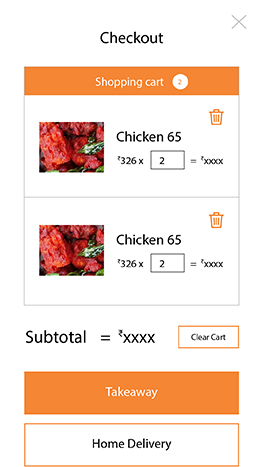 Checkout
Shopping cart 2
Chicken 65
₹326 x 2 = ₹xxxx
Chicken 65
₹326 x 2 = ₹xxxx
Subtotal = ₹xxxx Clear Cart
Takeaway
Home Delivery